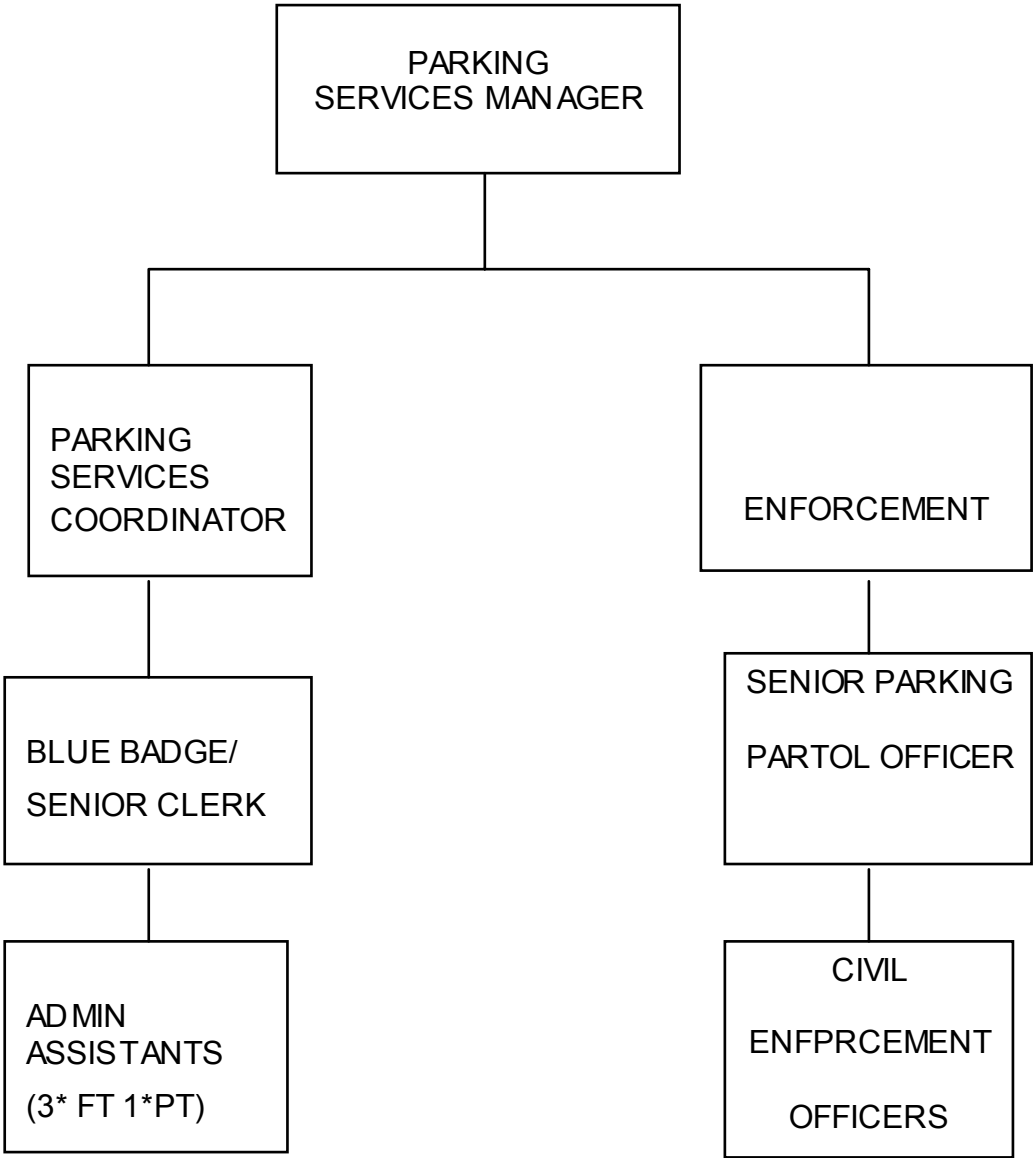 PARKING
SERVICES MANAGER
PARKING
SERVICES
COORDINATOR
ENFORCEMENT
BLUE BADGE/
SENIOR CLERK
SENIOR PARKING
PARTOL OFFICER
ADMIN
ASSISTANTS
(3* FT 1*PT)
CIVIL
ENFPRCEMENT
OFFICERS